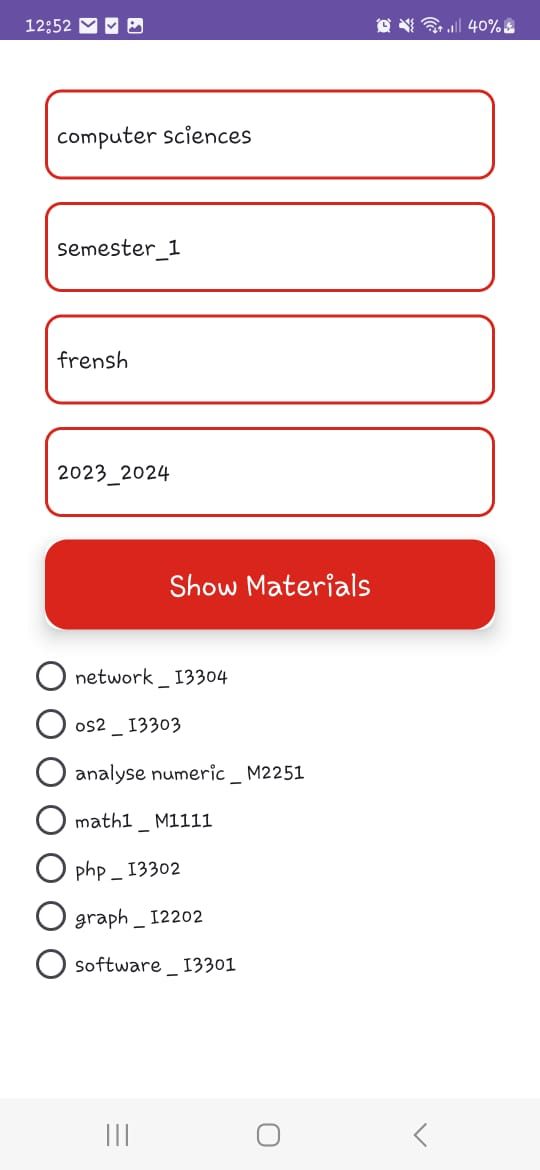 12:52 40%
computer sciences
semester_1
frensh
2023_2024
Show Materials
network _ I3304
os2 _ I3303
analyse numeric _ M2251
math1 _ M1111
php _ I3302
graph _ I2202
software _ I3301